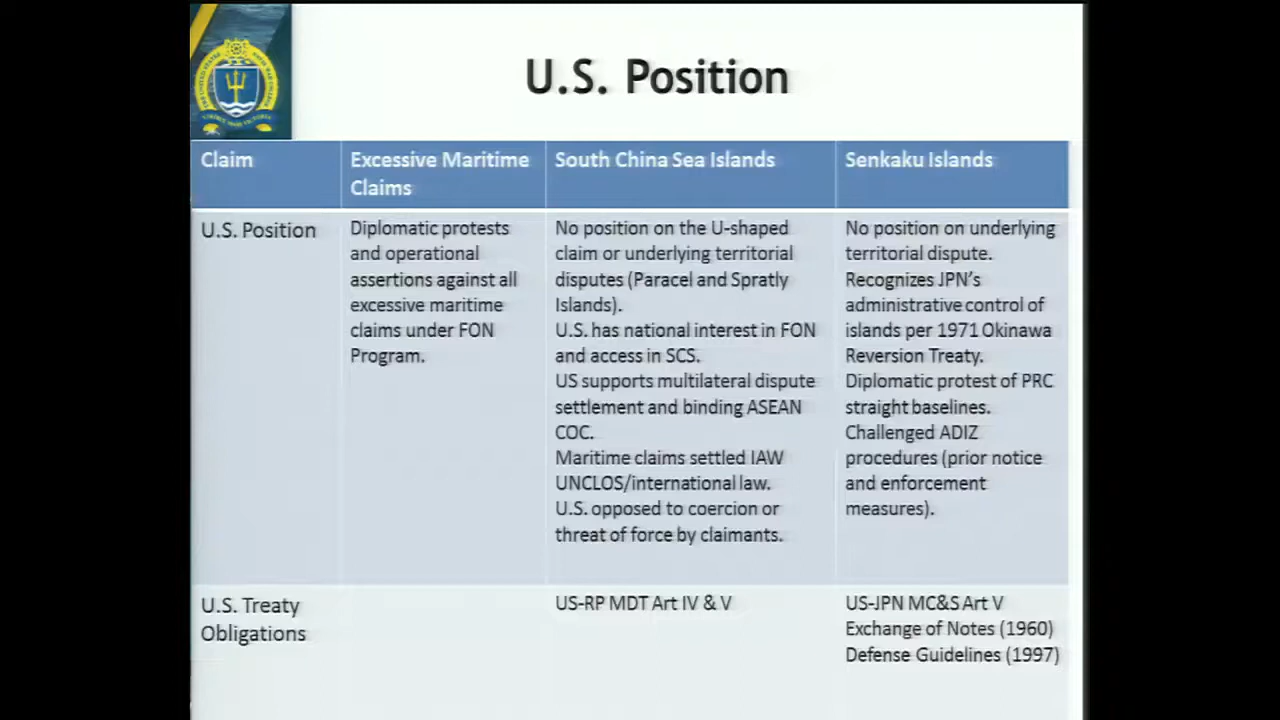 U.S. Position
Claim
Excessive Maritime
Claims
South China Sea Islands
Senkaku Islands
U.S. Position
Diplomatic protests
and operational
assertions against all
excessive maritime
claims under FON
Program.
No position on the U-shaped
claim or underlying territorial
disputes (Paracel and Spratly
Islands).
U.S. has national interest in FON
and access in SCS.
US supports multilateral dispute
settlement and binding ASEAN
COC.
Maritime claims settled IAW
UNCLOS/international law.
U.S. opposed to coercion or
threat of force by claimants.
No position on underlying
territorial dispute.
Recognizes JPN's
administrative control of
islands per 1971 Okinawa
Reversion Treaty.
Diplomatic protest of PRC
straight baselines.
Challenged ADIZ
procedures (prior notice
and enforcement
measures).
U.S. Treaty
Obligations
US-RP MDT Art IV & V
US-JPN MC&S Art V
Exchange of Notes (1960)
Defense Guidelines (1997)